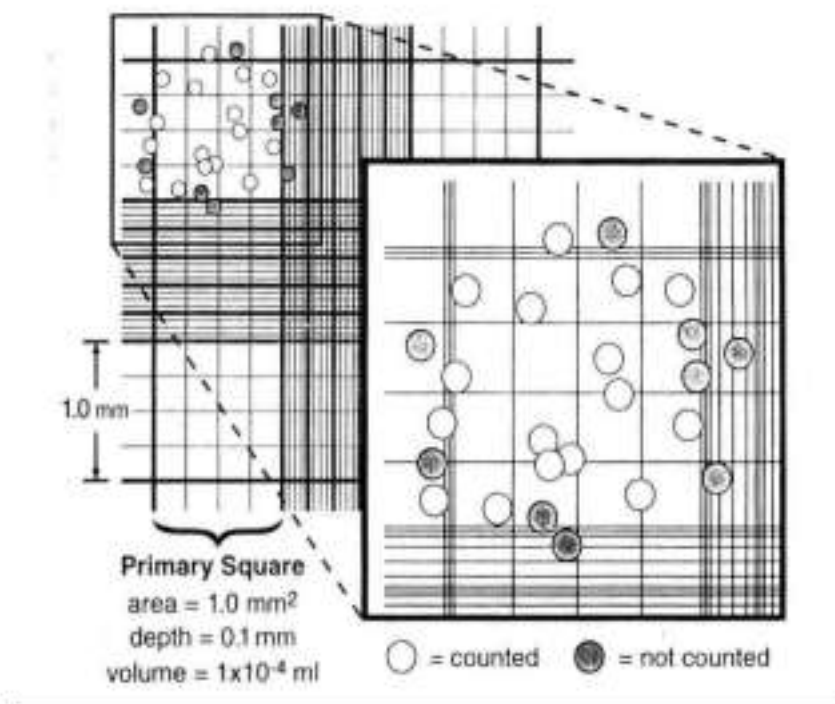 1.0 mm
Primary Square
area = 1.0 mm²
depth = 0.1 mm
volume = 1x10⁻⁴ ml
= counted
= not counted